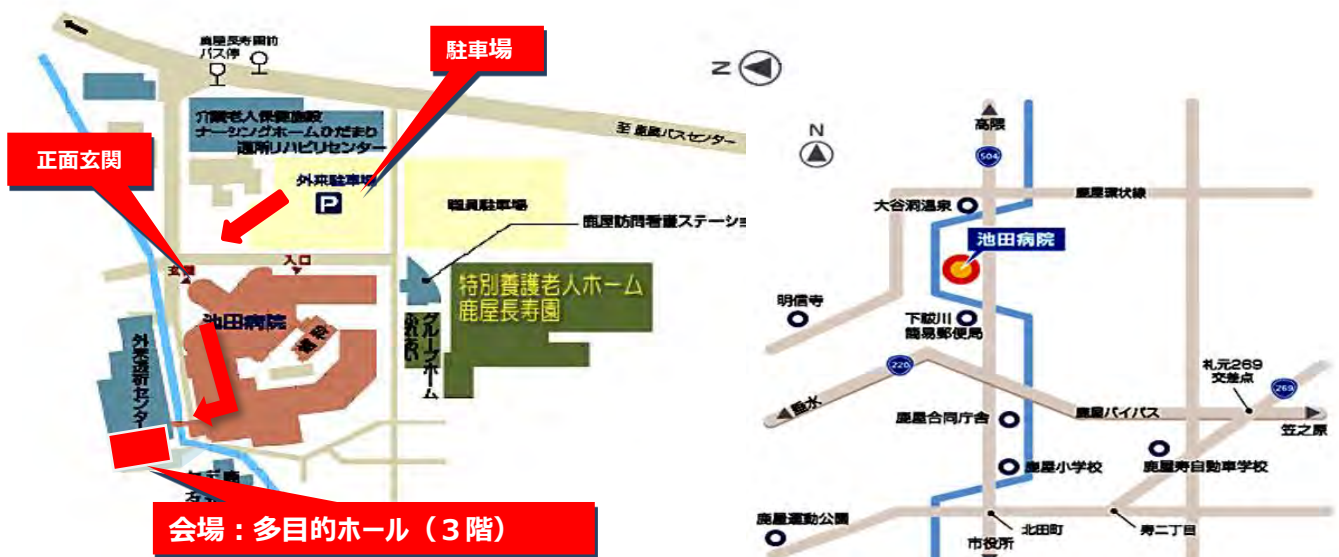 鹿屋長寿園前
バス停
駐車場
介護老人保健施設
ナーシングホームひだまり
通所リハビリセンター
至 鹿屋バスセンター
正面玄関
外来駐車場
P
職員駐車場
鹿屋訪問看護ステーショ
玄関
入口
特別養護老人ホーム
鹿屋長寿園
池田病院
グループホーム
ふれあい
外来透析センター
会場：多目的ホール（３階）
N
N
高隈
504
鹿屋環状線
大谷洞温泉
池田病院
明信寺
下祓川
簡易郵便局
220
札元269
交差点
269
垂水
鹿屋バイパス
笠之原
鹿屋合同庁舎
鹿屋小学校
鹿屋寿自動車学校
鹿屋運動公園
北田町
寿二丁目
市役所